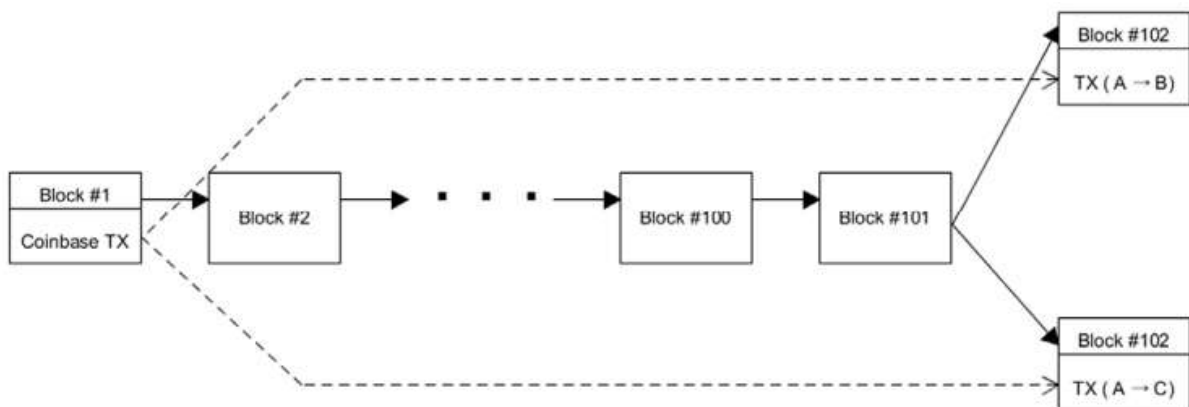 Block #102
TX ( A → B )
Block #1
Coinbase TX
Block #2
Block #100
Block #101
Block #102
TX ( A → C )